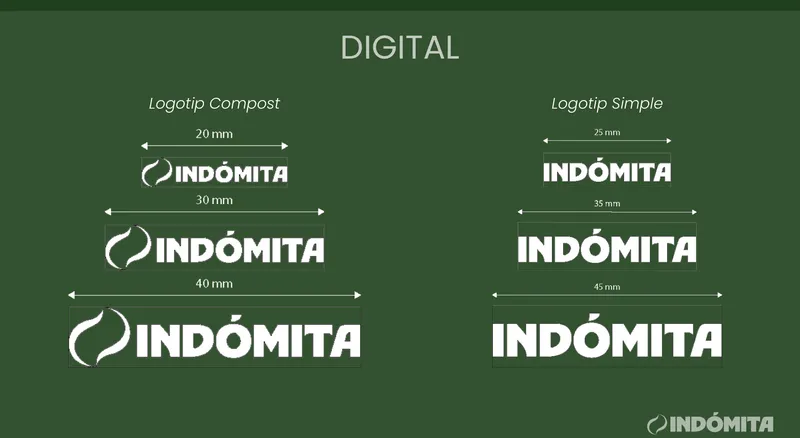 DIGITAL
Logotip Compost
20 mm
INDÓMITA
30 mm
INDÓMITA
40 mm
INDÓMITA
Logotip Simple
25 mm
INDÓMITA
35 mm
INDÓMITA
45 mm
INDÓMITA
INDÓMITA